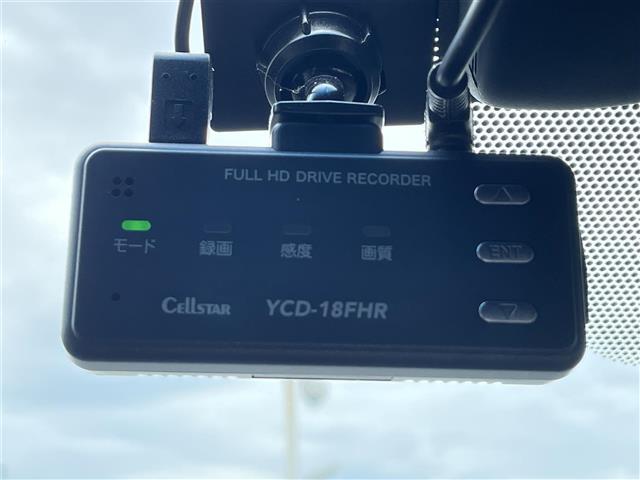 FULL HD DRIVE RECORDER
モード 録画 感度 画質
ENT
CELLSTAR YCD-18FHR